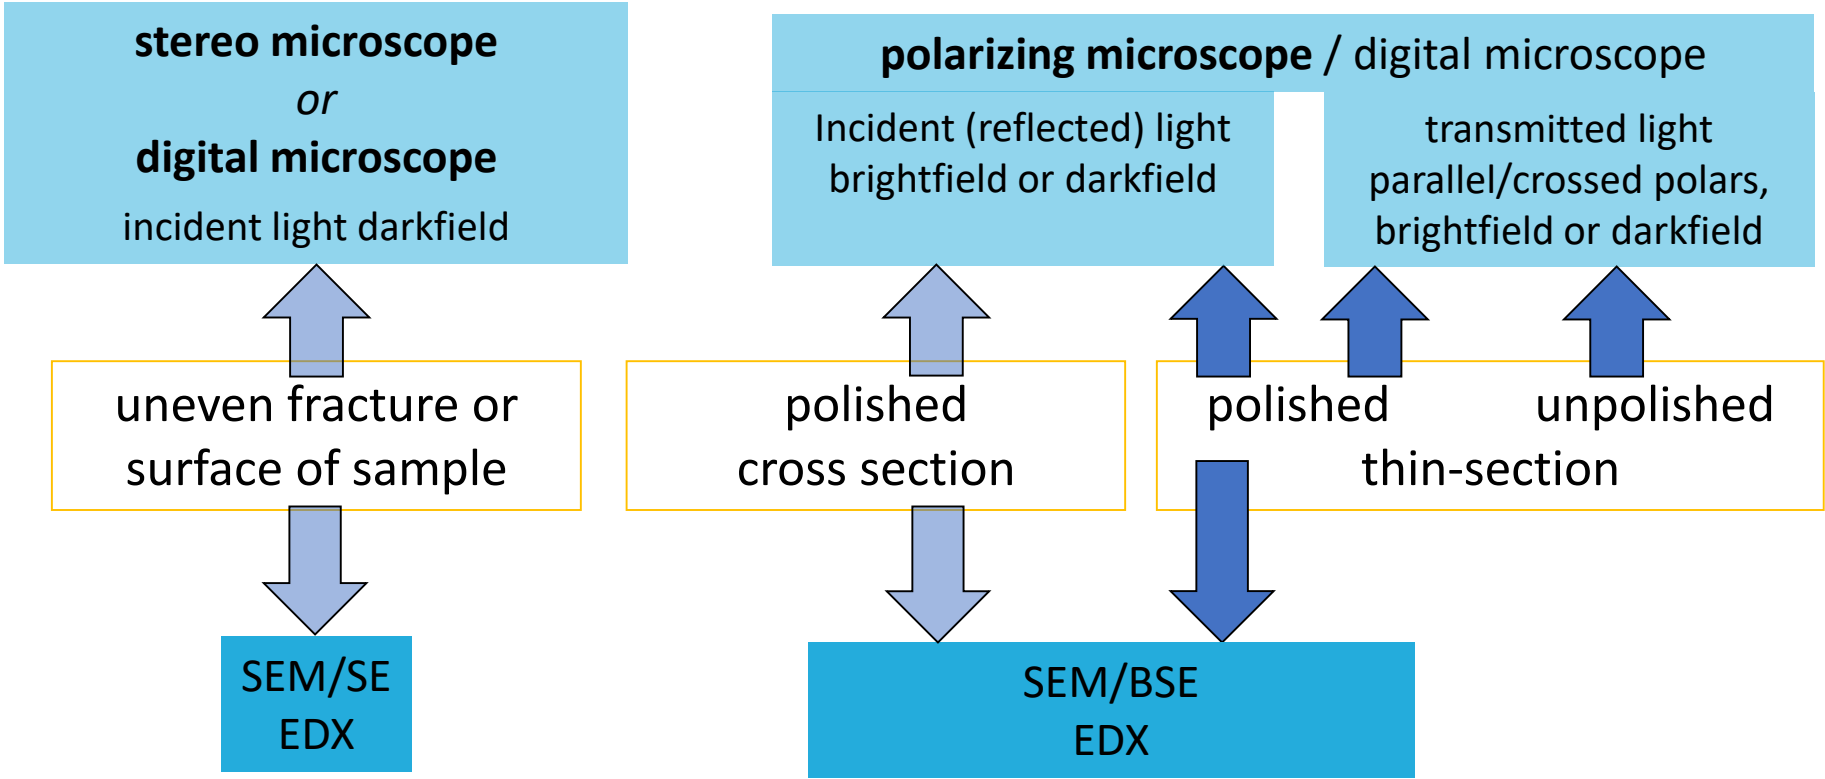 stereo microscope
or
digital microscope
incident light darkfield
polarizing microscope / digital microscope
Incident (reflected) light
brightfield or darkfield
transmitted light
parallel/crossed polars,
brightfield or darkfield
uneven fracture or
surface of sample
polished
cross section
polished unpolished
thin-section
SEM/SE
EDX
SEM/BSE
EDX